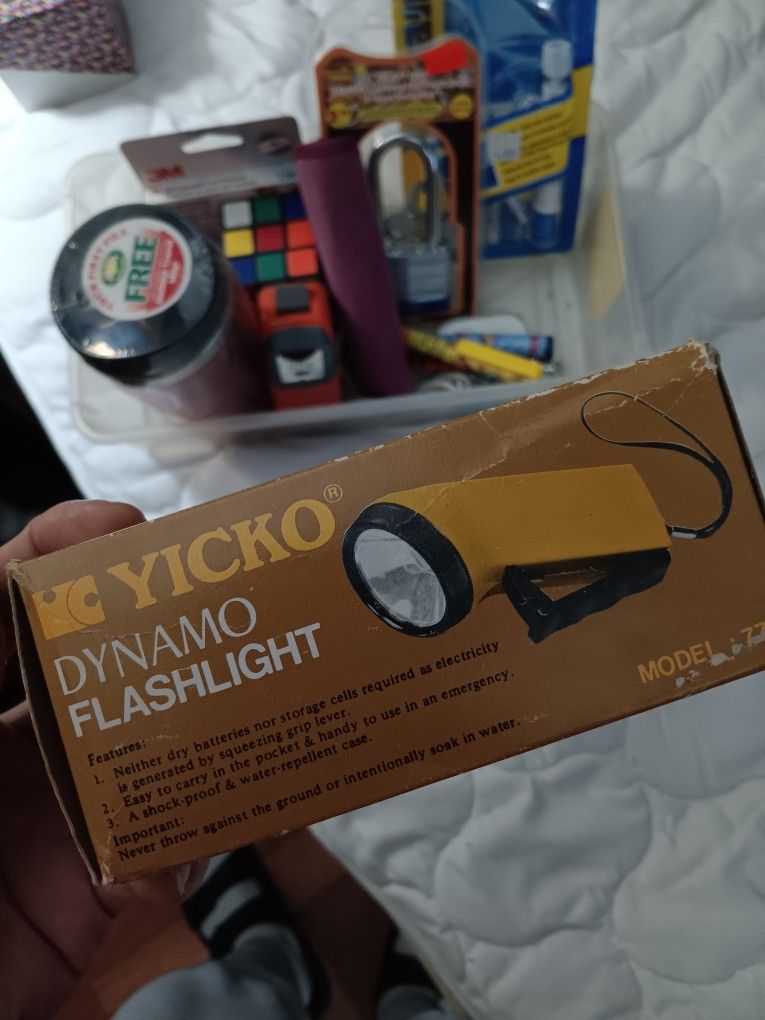 3M
FREE
YC YICKO®
DYNAMO
FLASHLIGHT
MODEL : 77
Features:
1. Neither dry batteries nor storage cells required as electricity
is generated by squeezing grip lever.
2. Easy to carry in the pocket & handy to use in an emergency.
3. A shock-proof & water-repellent case.
Important:
Never throw against the ground or intentionally soak in water.